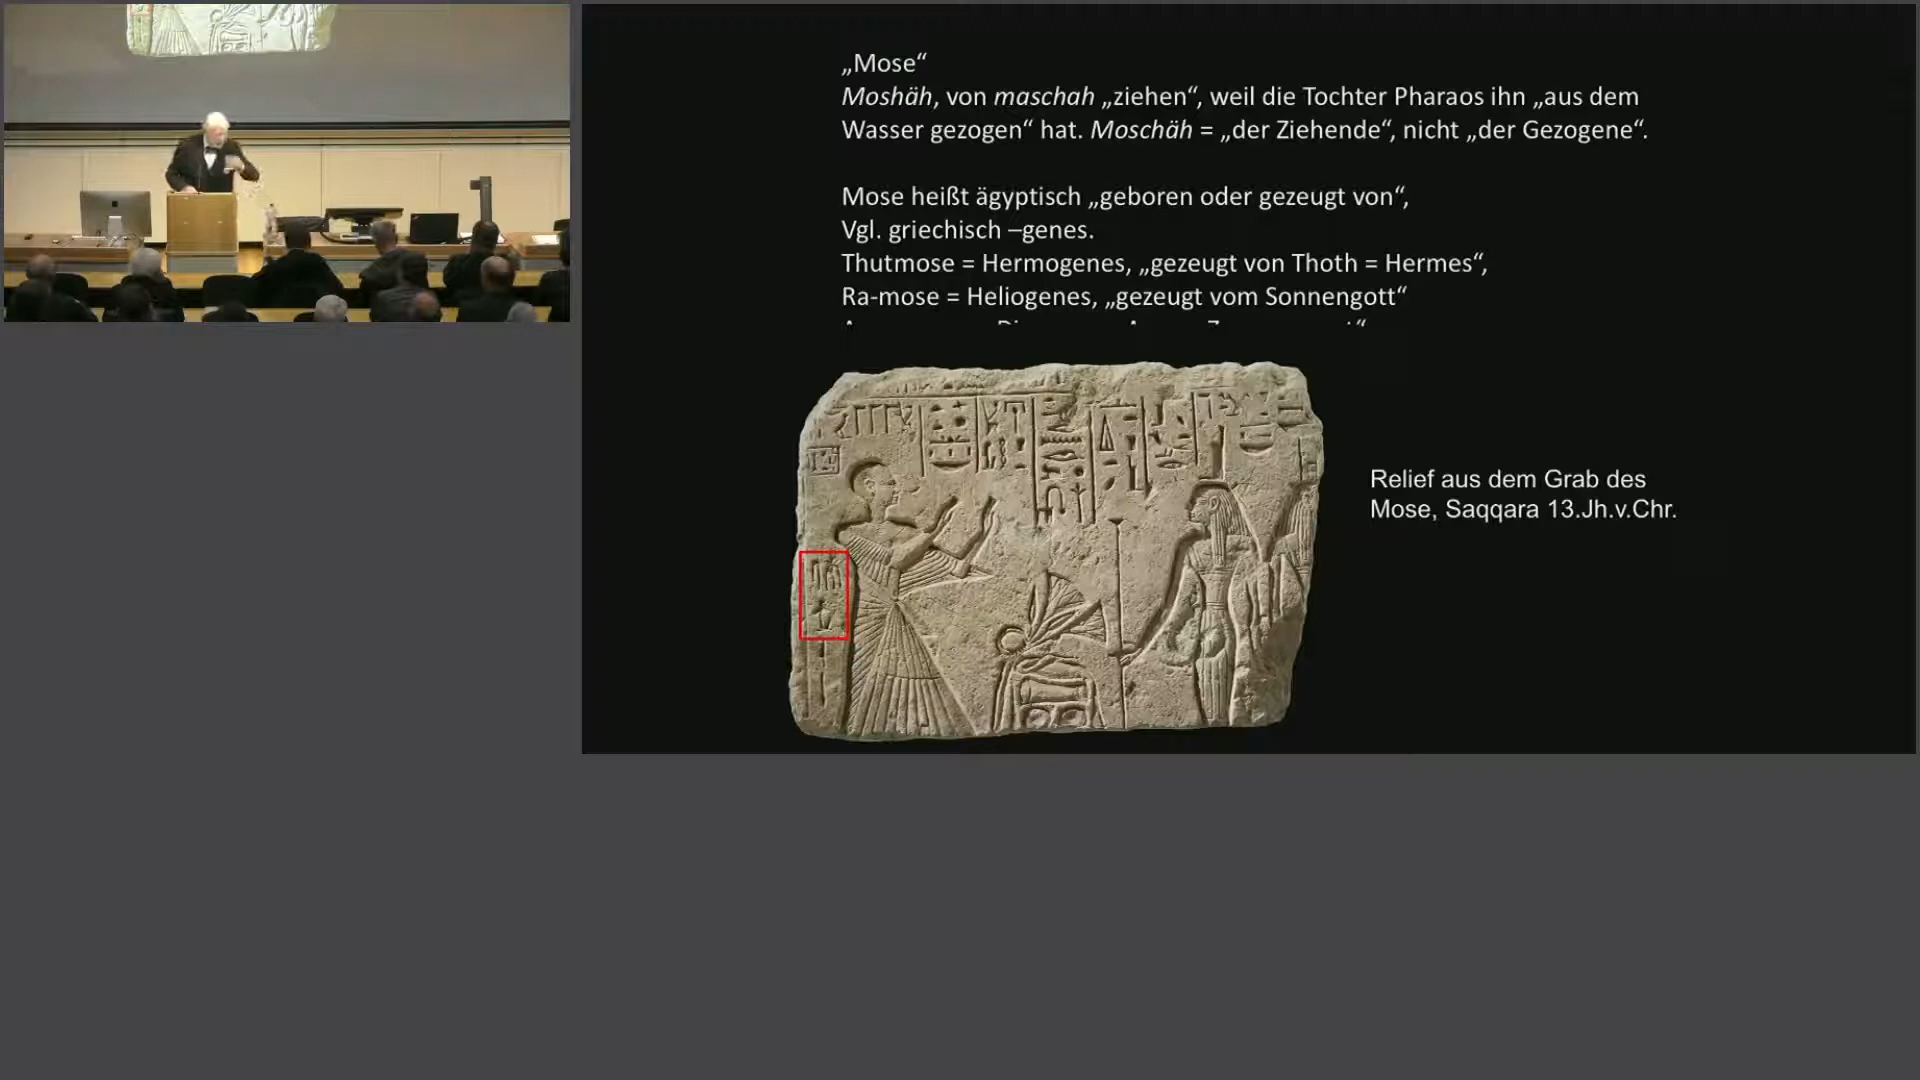 „Mose“
Moshäh, von maschah „ziehen“, weil die Tochter Pharaos ihn „aus dem
Wasser gezogen“ hat. Moschäh = „der Ziehende“, nicht „der Gezogene“.
Mose heißt ägyptisch „geboren oder gezeugt von“,
Vgl. griechisch –genes.
Thutmose = Hermogenes, „gezeugt von Thoth = Hermes“,
Ra-mose = Heliogenes, „gezeugt vom Sonnengott“
Relief aus dem Grab des
Mose, Saqqara 13.Jh.v.Chr.